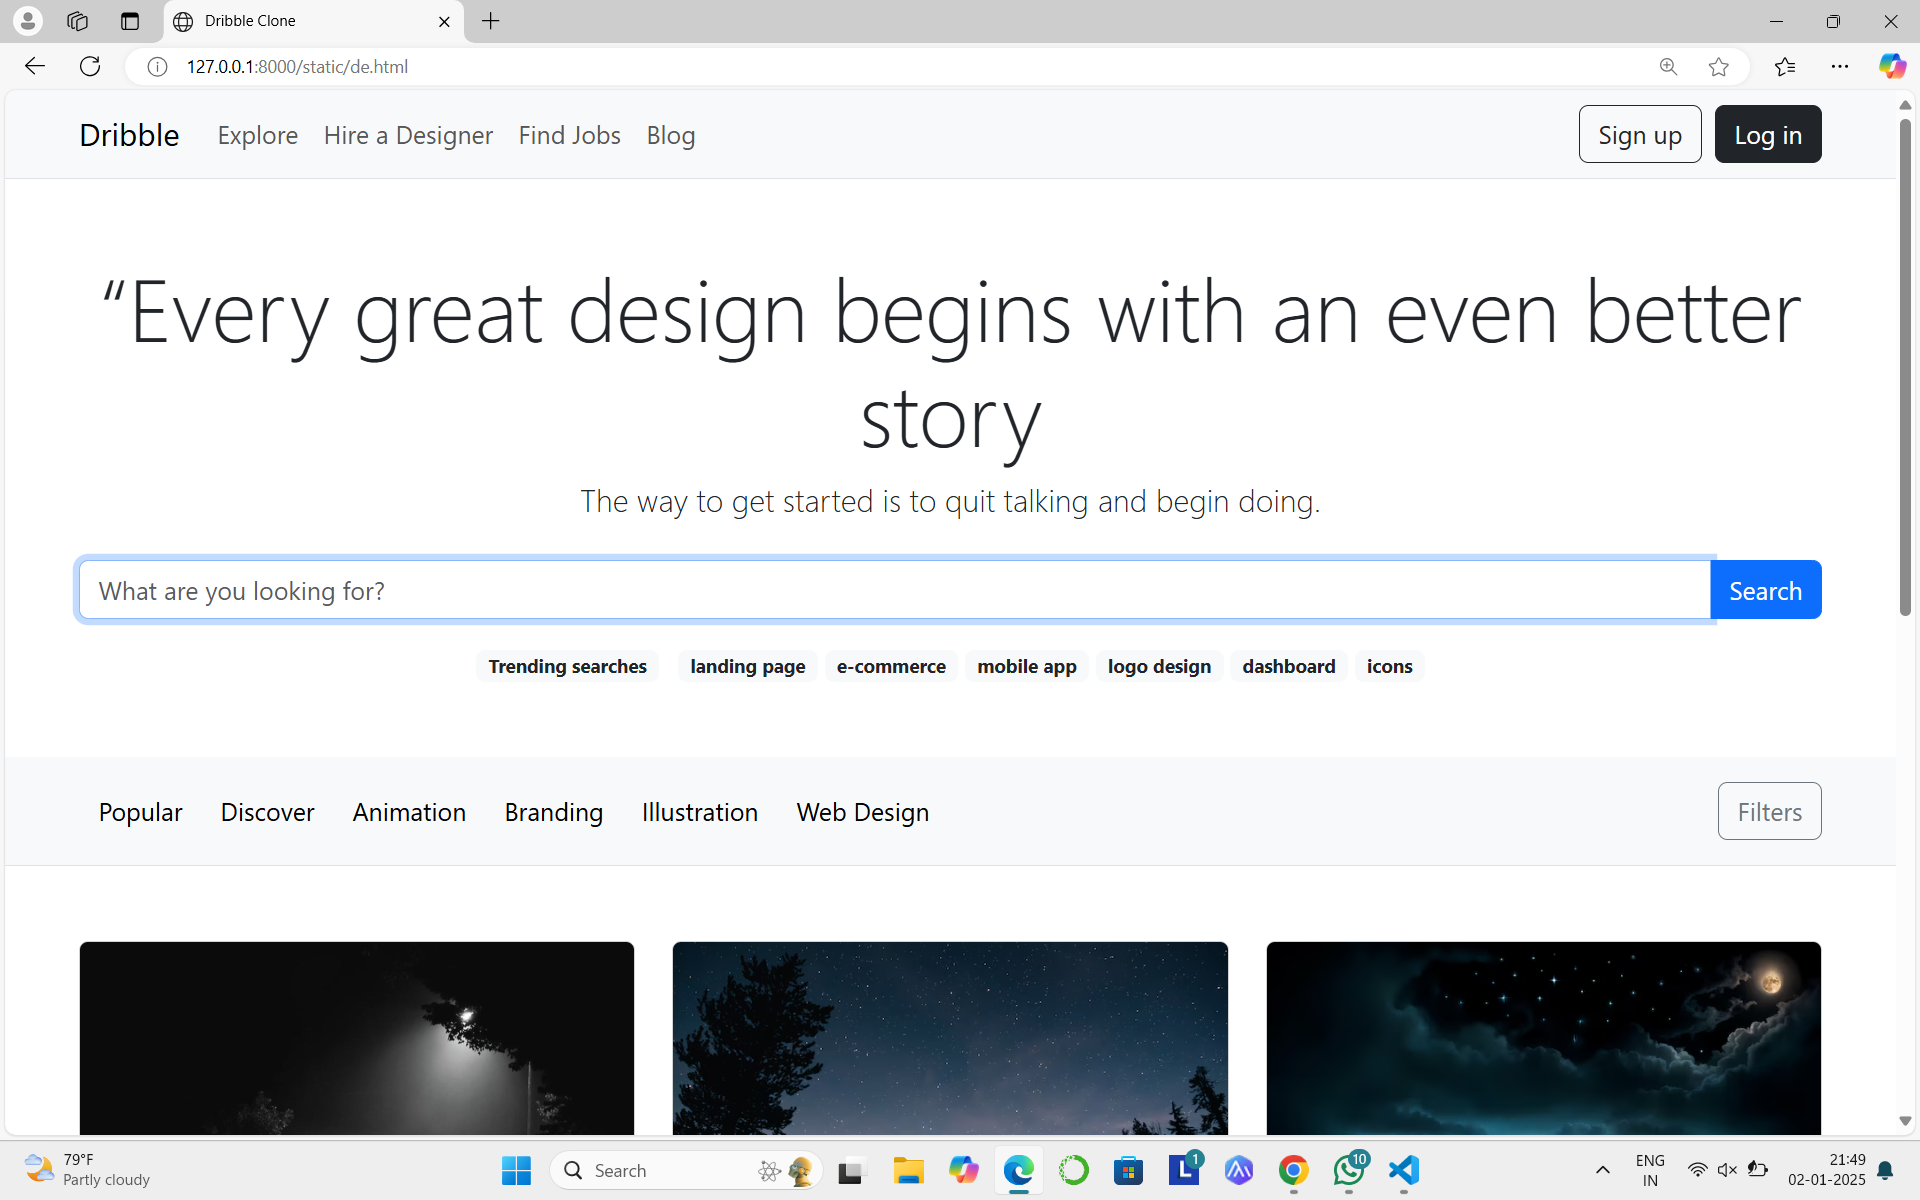 Dribble Clone
127.0.0.1:8000/static/de.html
Dribble Explore Hire a Designer Find Jobs Blog Sign up Log in
“Every great design begins with an even better
story
The way to get started is to quit talking and begin doing.
What are you looking for? Search
Trending searches landing page e-commerce mobile app logo design dashboard icons
Popular Discover Animation Branding Illustration Web Design Filters
79°F
Partly cloudy
Search
L 1
10
ENG
IN
21:49
02-01-2025